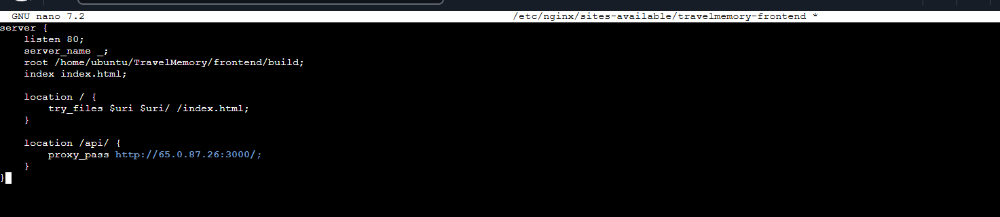 GNU nano 7.2 /etc/nginx/sites-available/travelmemory-frontend *
server {
    listen 80;
    server_name _;
    root /home/ubuntu/TravelMemory/frontend/build;
    index index.html;

    location / {
        try_files $uri $uri/ /index.html;
    }

    location /api/ {
        proxy_pass http://65.0.87.26:3000/;
    }
}